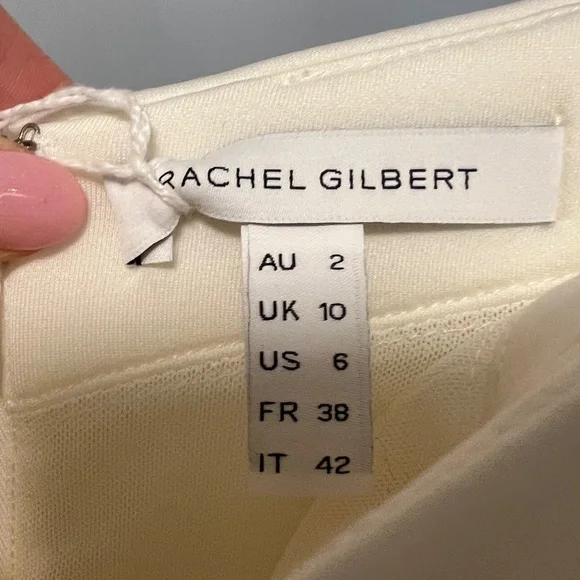 RACHEL GILBERT
AU 2
UK 10
US 6
FR 38
IT 42